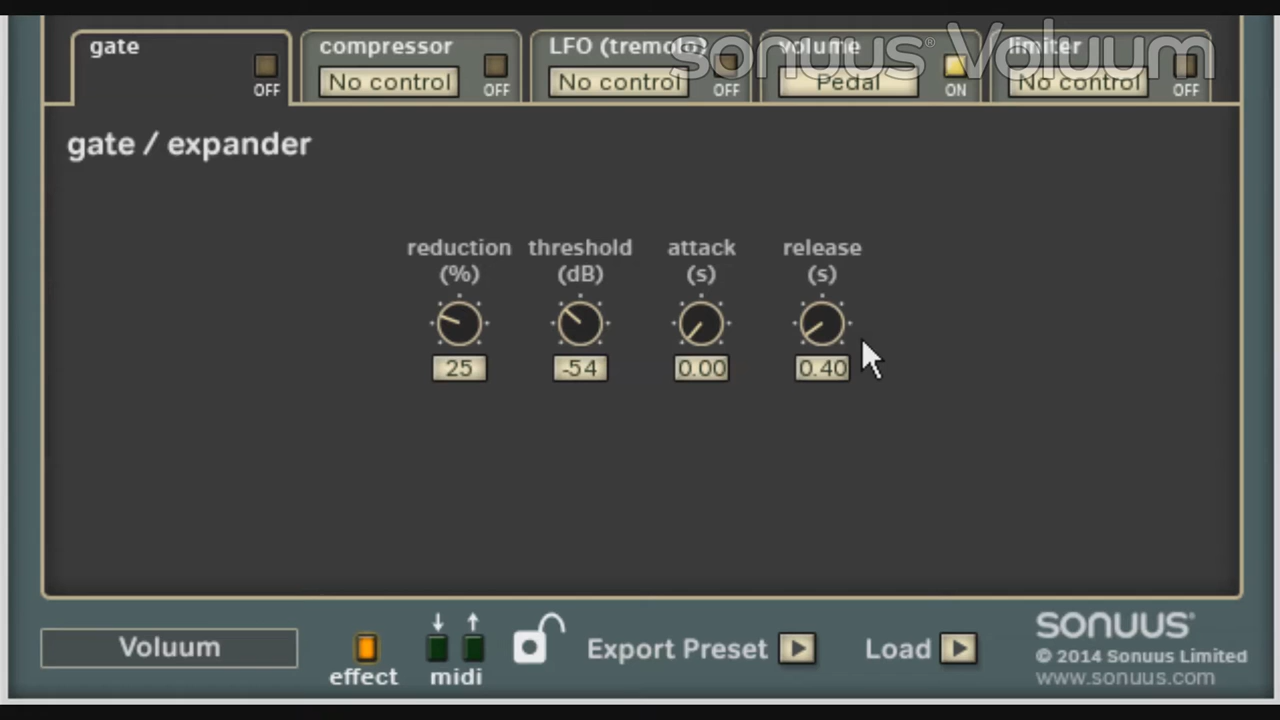 sonuus® Voluum
gate
OFF
compressor
No control
OFF
LFO (tremolo)
No control
OFF
volume
Pedal
ON
limiter
No control
OFF
gate / expander
reduction
(%)
25
threshold
(dB)
-54
attack
(s)
0.00
release
(s)
0.40
Voluum
effect
midi
Export Preset
Load
sonuus®
© 2014 Sonuus Limited
www.sonuus.com